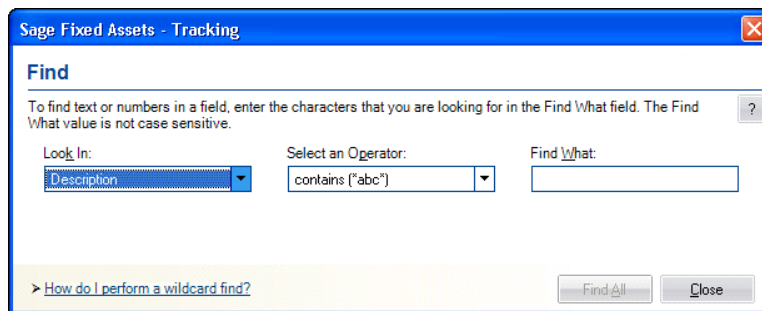 Sage Fixed Assets - Tracking
Find
To find text or numbers in a field, enter the characters that you are looking for in the Find What field. The Find
What value is not case sensitive.
?
Look In: Select an Operator: Find What:
Description contains (*abc*)
➤ How do I perform a wildcard find? Find All Close